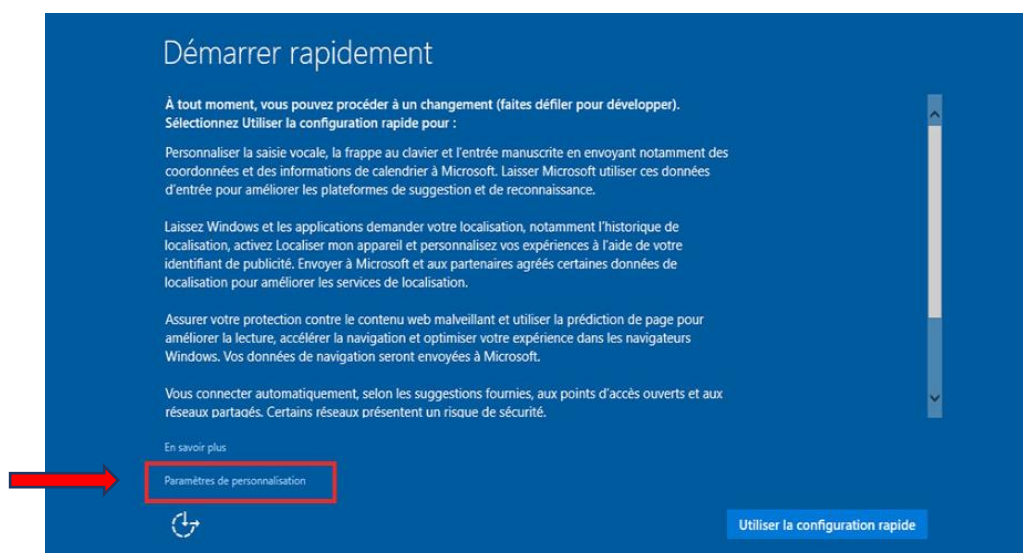 Démarrer rapidement
À tout moment, vous pouvez procéder à un changement (faites défiler pour développer).
Sélectionnez Utiliser la configuration rapide pour :
Personnaliser la saisie vocale, la frappe au clavier et l'entrée manuscrite en envoyant notamment des
coordonnées et des informations de calendrier à Microsoft. Laisser Microsoft utiliser ces données
d'entrée pour améliorer les plateformes de suggestion et de reconnaissance.
Laissez Windows et les applications demander votre localisation, notamment l'historique de
localisation, activez Localiser mon appareil et personnalisez vos expériences à l'aide de votre
identifiant de publicité. Envoyer à Microsoft et aux partenaires agréés certaines données de
localisation pour améliorer les services de localisation.
Assurer votre protection contre le contenu web malveillant et utiliser la prédiction de page pour
améliorer la lecture, accélérer la navigation et optimiser votre expérience dans les navigateurs
Windows. Vos données de navigation seront envoyées à Microsoft.
Vous connecter automatiquement, selon les suggestions fournies, aux points d'accès ouverts et aux
réseaux partagés. Certains réseaux présentent un risque de sécurité.
En savoir plus
Paramètres de personnalisation
Utiliser la configuration rapide